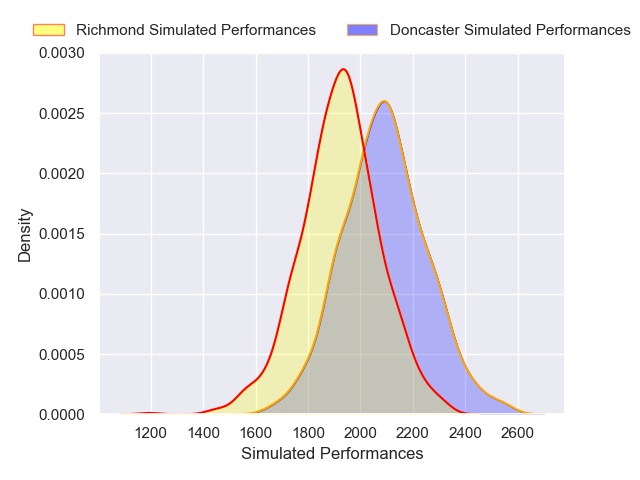 Richmond Simulated Performances Doncaster Simulated Performances
0.0030
0.0025
0.0020
0.0015
0.0010
0.0005
0.0000
Density
1200 1400 1600 1800 2000 2200 2400 2600
Simulated Performances